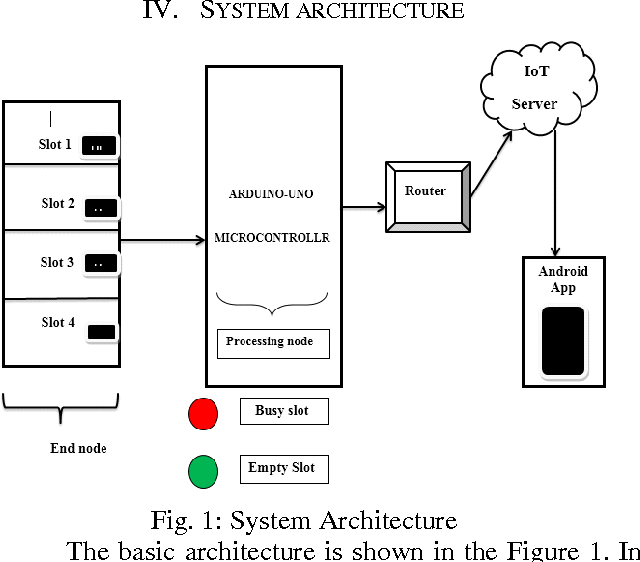 IV. SYSTEM ARCHITECTURE
IoT
Server
Slot 1
Slot 2
Slot 3
Slot 4
End node
ARDUINO-UNO
MICROCONTROLLR
Processing node
Router
Android
App
Busy slot
Empty Slot
Fig. 1: System Architecture
The basic architecture is shown in the Figure 1. In